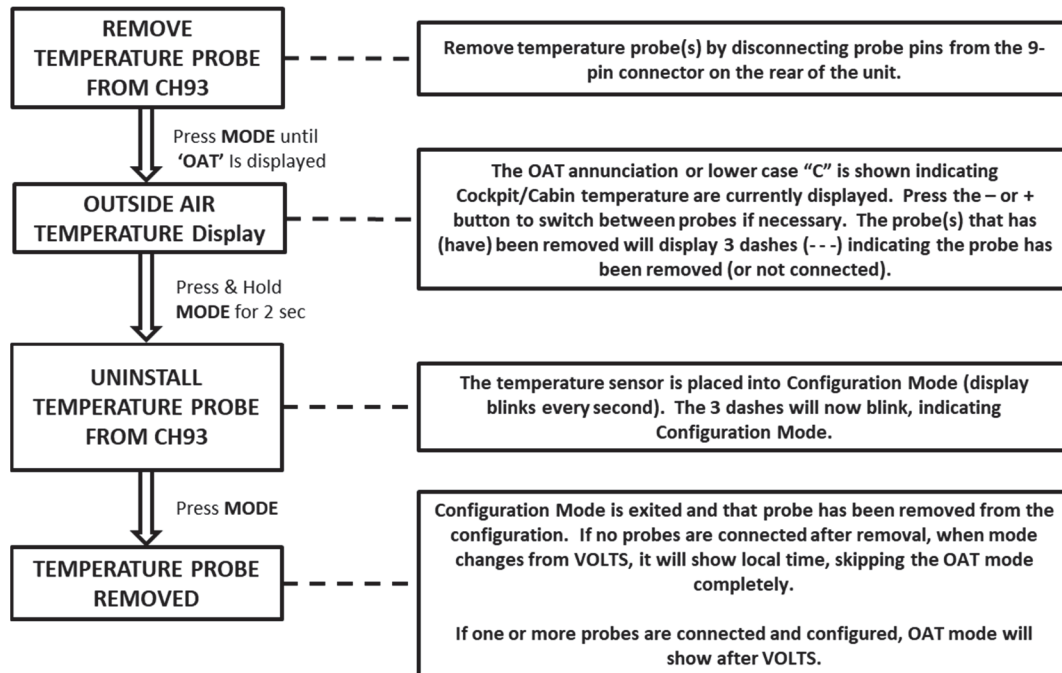 REMOVE
TEMPERATURE PROBE
FROM CH93
Remove temperature probe(s) by disconnecting probe pins from the 9-
pin connector on the rear of the unit.
Press MODE until
‘OAT’ Is displayed
OUTSIDE AIR
TEMPERATURE Display
The OAT annunciation or lower case “C” is shown indicating
Cockpit/Cabin temperature are currently displayed. Press the – or +
button to switch between probes if necessary. The probe(s) that has
(have) been removed will display 3 dashes (- - -) indicating the probe has
been removed (or not connected).
Press & Hold
MODE for 2 sec
UNINSTALL
TEMPERATURE PROBE
FROM CH93
The temperature sensor is placed into Configuration Mode (display
blinks every second). The 3 dashes will now blink, indicating
Configuration Mode.
Press MODE
TEMPERATURE PROBE
REMOVED
Configuration Mode is exited and that probe has been removed from the
configuration. If no probes are connected after removal, when mode
changes from VOLTS, it will show local time, skipping the OAT mode
completely.
If one or more probes are connected and configured, OAT mode will
show after VOLTS.